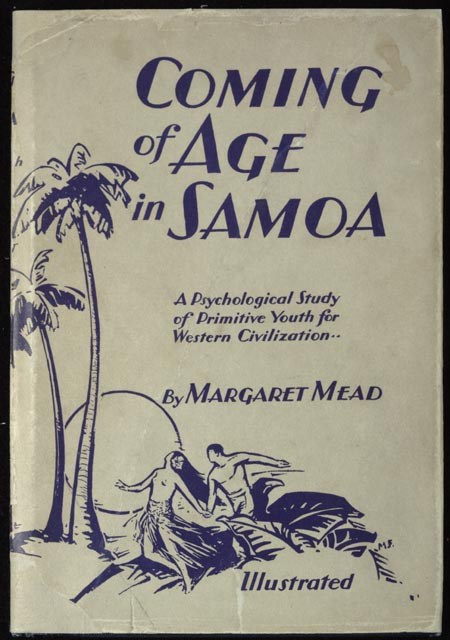 COMING
of AGE
in SAMOA
A Psychological Study
of Primitive Youth for
Western Civilization..
By MARGARET MEAD
Illustrated